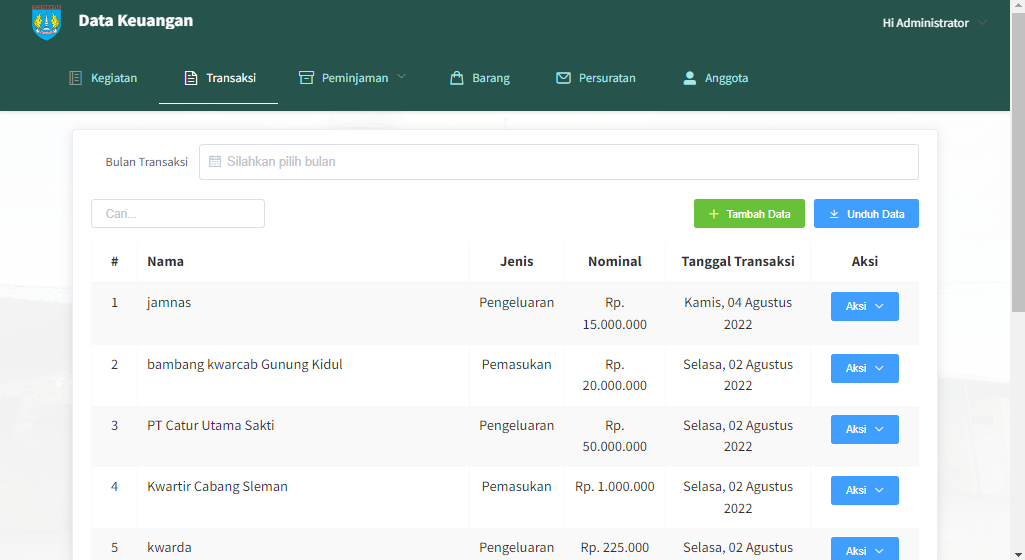 Data Keuangan
Hi Administrator
Kegiatan Transaksi Peminjaman Barang Persuratan Anggota
Bulan Transaksi Silahkan pilih bulan
Cari... Tambah Data Unduh Data
# Nama Jenis Nominal Tanggal Transaksi Aksi
1 jamnas Pengeluaran Rp. Kamis, 04 Agustus Aksi
15.000.000 2022
2 bambang kwarcab Gunung Kidul Pemasukan Rp. Selasa, 02 Agustus Aksi
20.000.000 2022
3 PT Catur Utama Sakti Pengeluaran Rp. Selasa, 02 Agustus Aksi
50.000.000 2022
4 Kwartir Cabang Sleman Pemasukan Rp. 1.000.000 Selasa, 02 Agustus Aksi
2022
5 kwarda Pengeluaran Rp. 225.000 Selasa, 02 Agustus Aksi